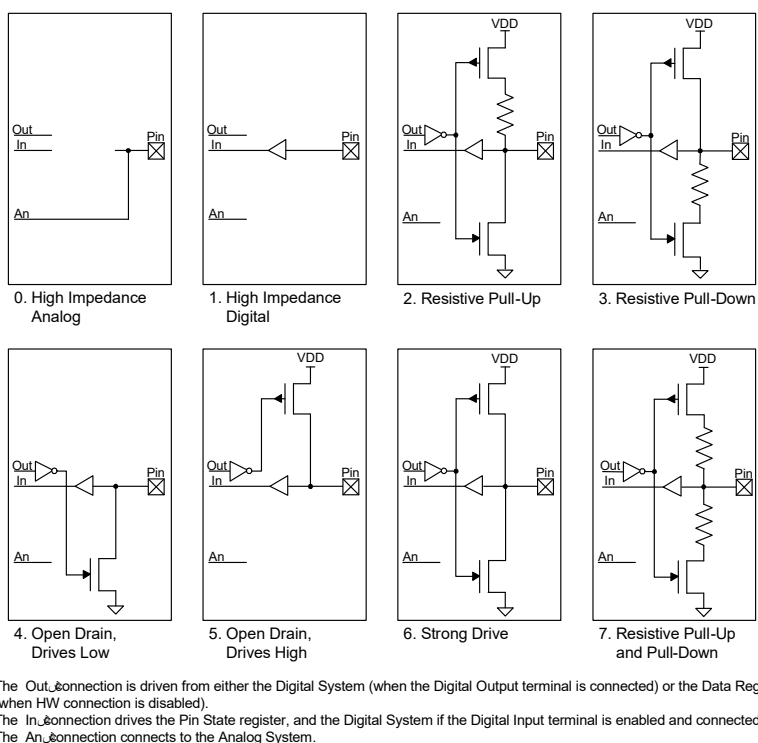 VDD
VDD
Out
In
An
Pin
Out
In
An
Pin
Out
In
An
Pin
Out
In
An
Pin
0. High Impedance
Analog
1. High Impedance
Digital
2. Resistive Pull-Up
3. Resistive Pull-Down
VDD
VDD
VDD
Out
In
An
Pin
Out
In
An
Pin
Out
In
An
Pin
Out
In
An
Pin
4. Open Drain,
Drives Low
5. Open Drain,
Drives High
6. Strong Drive
7. Resistive Pull-Up
and Pull-Down
The Out connection is driven from either the Digital System (when the Digital Output terminal is connected) or the Data Reg
when HW connection is disabled).
The In connection drives the Pin State register, and the Digital System if the Digital Input terminal is enabled and connected
The An connection connects to the Analog System.